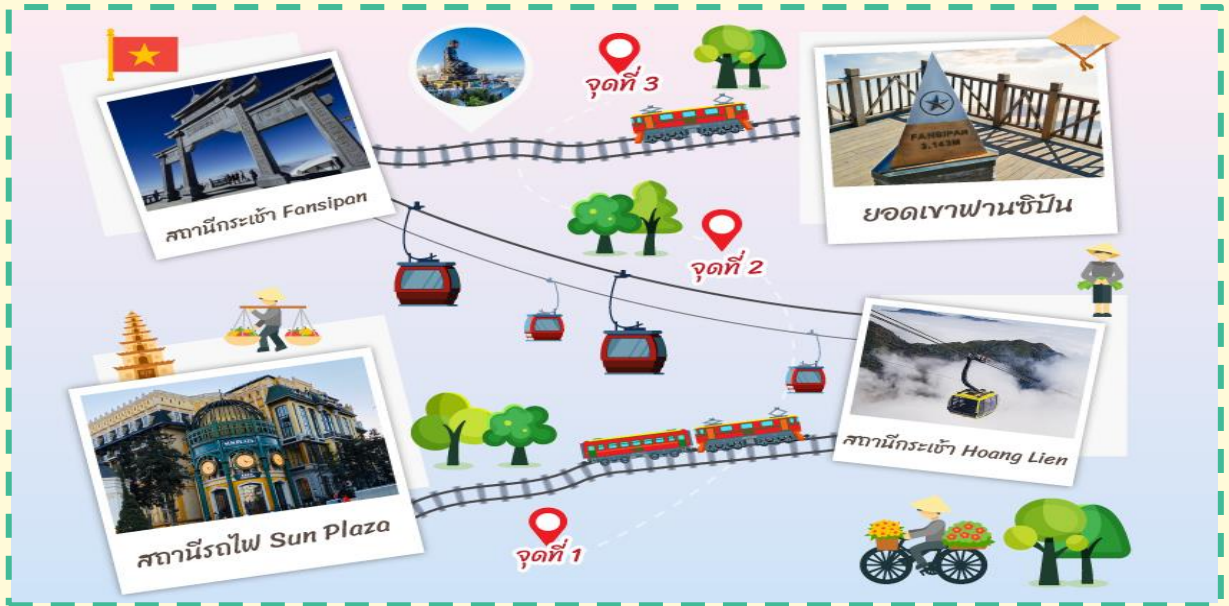 จุดที่ 3
FANSIPAN
3.143M
สถานีกระเช้า Fansipan
ยอดเขาฟานซิปัน
จุดที่ 2
SUN PLAZA
สถานีกระเช้า Hoang Lien
สถานีรถไฟ Sun Plaza
จุดที่ 1